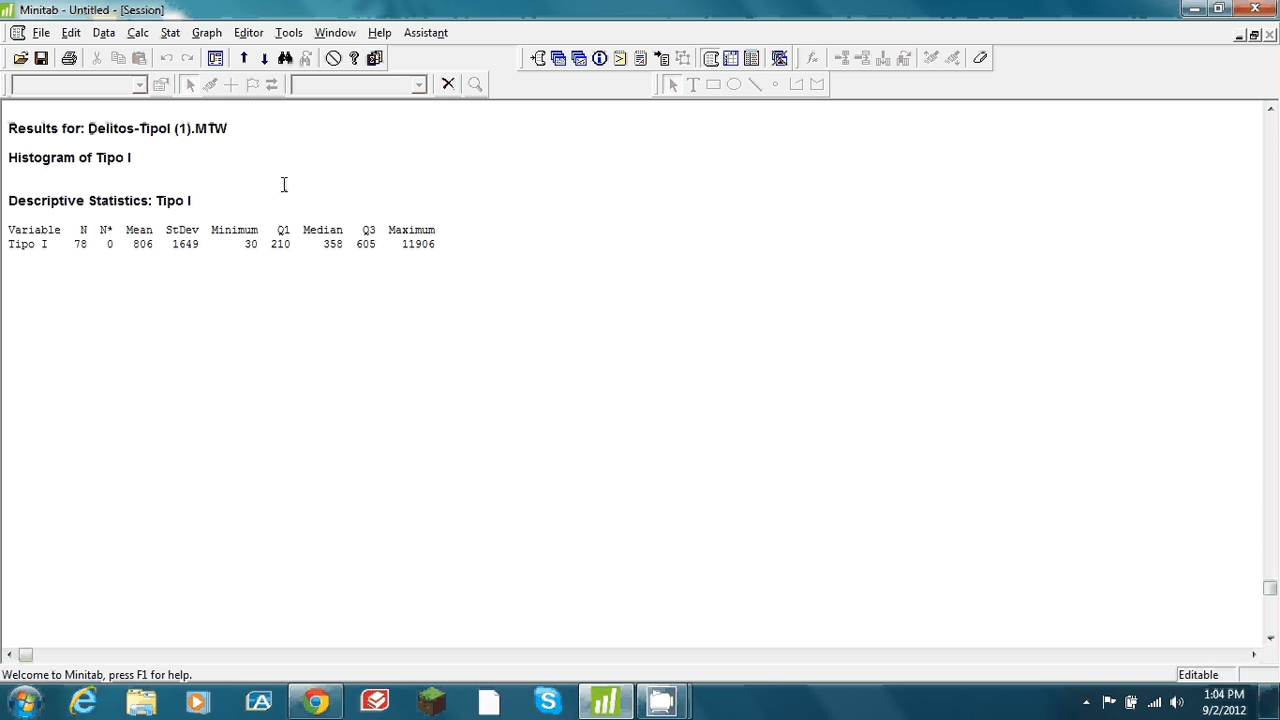 Minitab - Untitled - [Session]
File Edit Data Calc Stat Graph Editor Tools Window Help Assistant
Results for: Delitos-TipoI (1).MTW
Histogram of Tipo I
Descriptive Statistics: Tipo I
Variable N N* Mean StDev Minimum Q1 Median Q3 Maximum
Tipo I 78 0 806 1649 30 210 358 605 11906
Welcome to Minitab, press F1 for help.
Editable
1:04 PM
9/2/2012